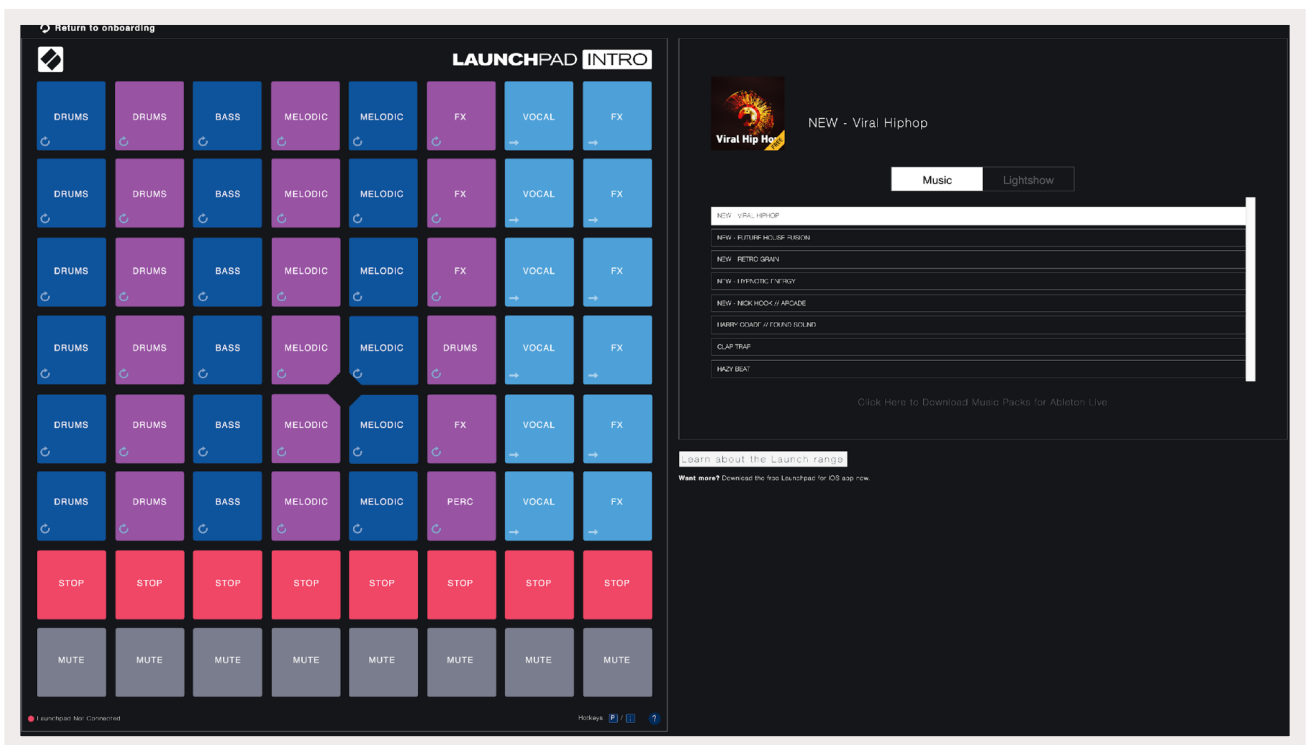 Return to onboarding
LAUNCHPAD INTRO
DRUMS DRUMS BASS MELODIC MELODIC FX VOCAL FX
DRUMS DRUMS BASS MELODIC MELODIC FX VOCAL FX
DRUMS DRUMS BASS MELODIC MELODIC FX VOCAL FX
DRUMS DRUMS BASS MELODIC MELODIC DRUMS VOCAL FX
DRUMS DRUMS BASS MELODIC MELODIC FX VOCAL FX
DRUMS DRUMS BASS MELODIC MELODIC PERC VOCAL FX
STOP STOP STOP STOP STOP STOP STOP STOP
MUTE MUTE MUTE MUTE MUTE MUTE MUTE MUTE
Launchpad Not Connected
Hotkeys P / ?
Viral Hip Hop
FREE
NEW - Viral Hiphop
Music Lightshow
NEW - VIRAL HIPHOP
NEW - FUTURE HOUSE FUSION
NEW - RETRO GRAIN
NEW - HYPNOTIC ENERGY
NEW - NICK HOOK // ARCADE
HARRY COADE // FOUND SOUND
CLAP TRAP
HAZY BEAT
Click Here to Download Music Packs for Ableton Live
Learn about the Launch range
Want more? Download the free Launchpad for iOS app now.